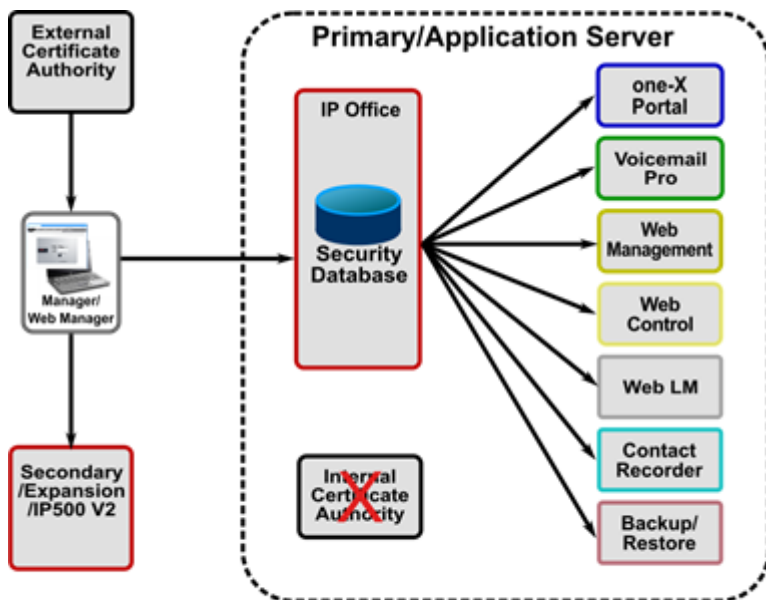 External
Certificate
Authority
Primary/Application Server
IP Office
Security
Database
one-X
Portal
Voicemail
Pro
Web
Management
Web
Control
Web LM
Contact
Recorder
Backup/
Restore
Manager/
Web Manager
Secondary
/Expansion
/IP500 V2
Internal
Certificate
Authority